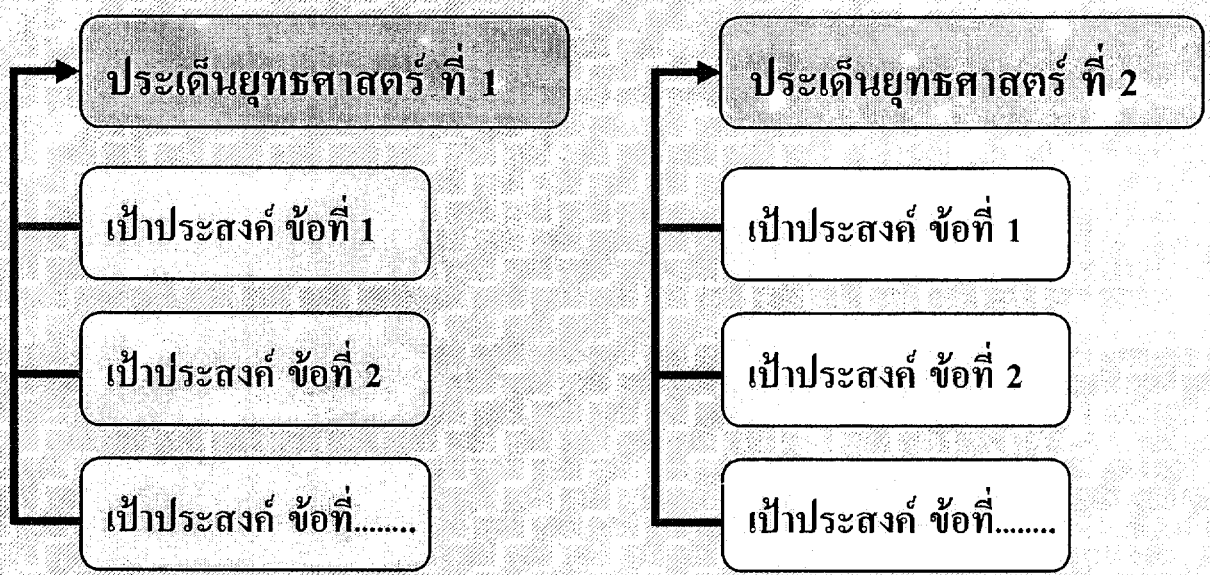 ประเด็นยุทธศาสตร์ ที่ 1
เป้าประสงค์ ข้อที่ 1
เป้าประสงค์ ข้อที่ 2
เป้าประสงค์ ข้อที่........
ประเด็นยุทธศาสตร์ ที่ 2
เป้าประสงค์ ข้อที่ 1
เป้าประสงค์ ข้อที่ 2
เป้าประสงค์ ข้อที่........